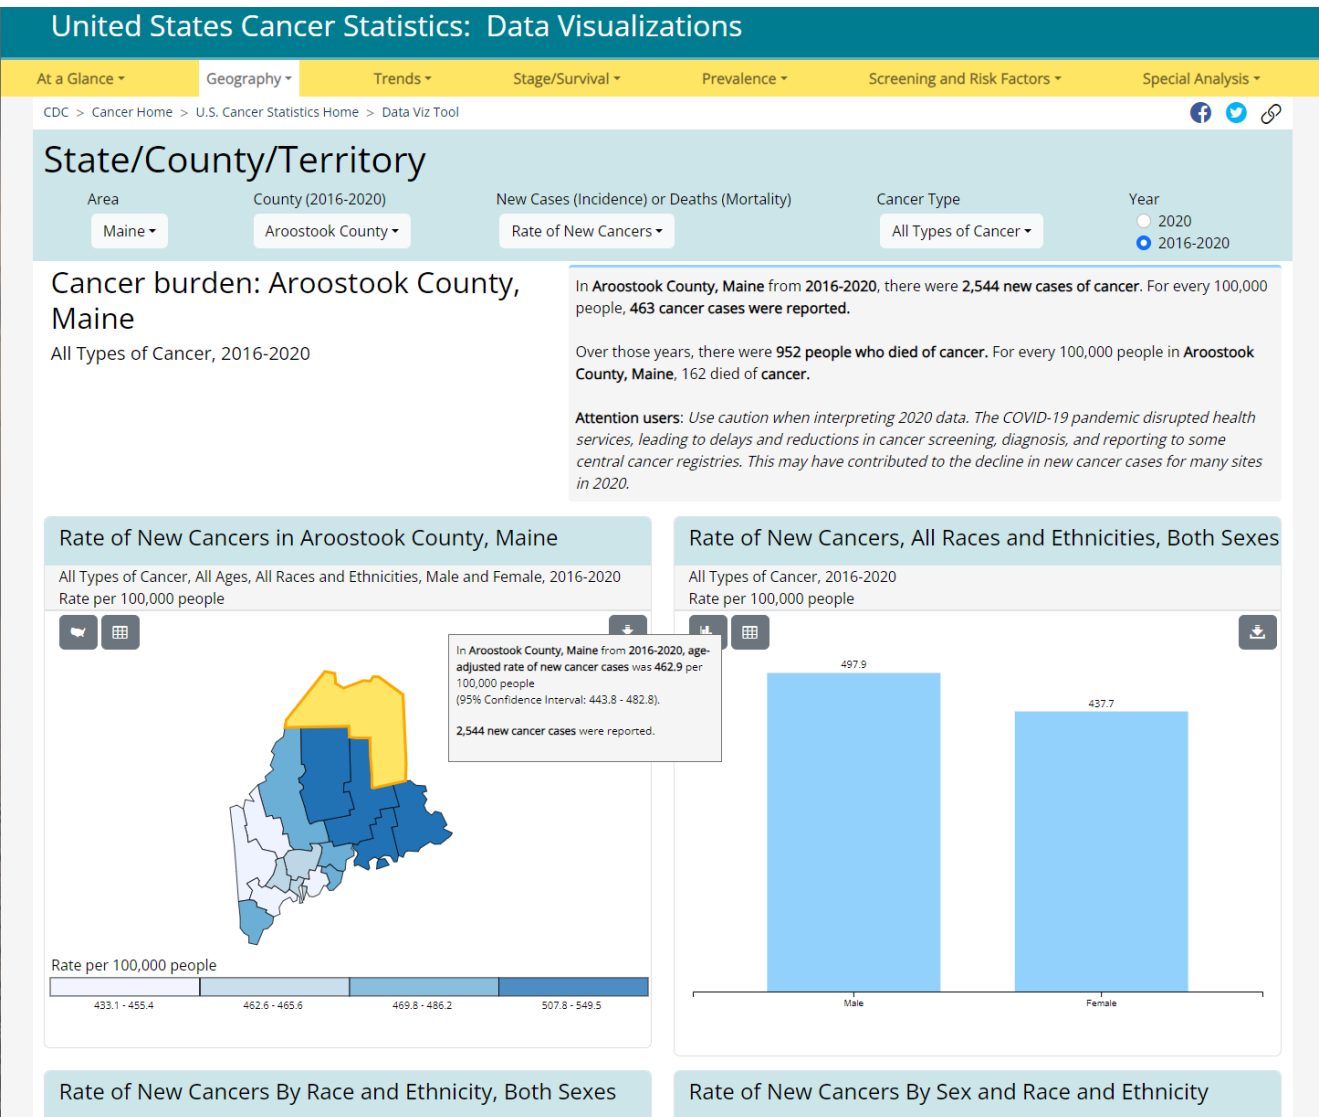 United States Cancer Statistics: Data Visualizations
At a Glance
Geography
Trends
Stage/Survival
Prevalence
Screening and Risk Factors
Special Analysis
CDC > Cancer Home > U.S. Cancer Statistics Home > Data Viz Tool
State/County/Territory
Area
County (2016-2020)
New Cases (Incidence) or Deaths (Mortality)
Cancer Type
Year
Maine
Aroostook County
Rate of New Cancers
All Types of Cancer
2020
2016-2020
Cancer burden: Aroostook County,
Maine
All Types of Cancer, 2016-2020
In Aroostook County, Maine from 2016-2020, there were 2,544 new cases of cancer. For every 100,000
people, 463 cancer cases were reported.
Over those years, there were 952 people who died of cancer. For every 100,000 people in Aroostook
County, Maine, 162 died of cancer.
Attention users: Use caution when interpreting 2020 data. The COVID-19 pandemic disrupted health
services, leading to delays and reductions in cancer screening, diagnosis, and reporting to some
central cancer registries. This may have contributed to the decline in new cancer cases for many sites
in 2020.
Rate of New Cancers in Aroostook County, Maine
All Types of Cancer, All Ages, All Races and Ethnicities, Male and Female, 2016-2020
Rate per 100,000 people
In Aroostook County, Maine from 2016-2020, age-
adjusted rate of new cancer cases was 462.9 per
100,000 people
(95% Confidence Interval: 443.8 - 482.8).
2,544 new cancer cases were reported.
Rate per 100,000 people
433.1 - 455.4
462.6 - 465.6
469.8 - 486.2
507.8 - 549.5
Rate of New Cancers, All Races and Ethnicities, Both Sexes
All Types of Cancer, 2016-2020
Rate per 100,000 people
497.9
437.7
Male
Female
Rate of New Cancers By Race and Ethnicity, Both Sexes
Rate of New Cancers By Sex and Race and Ethnicity